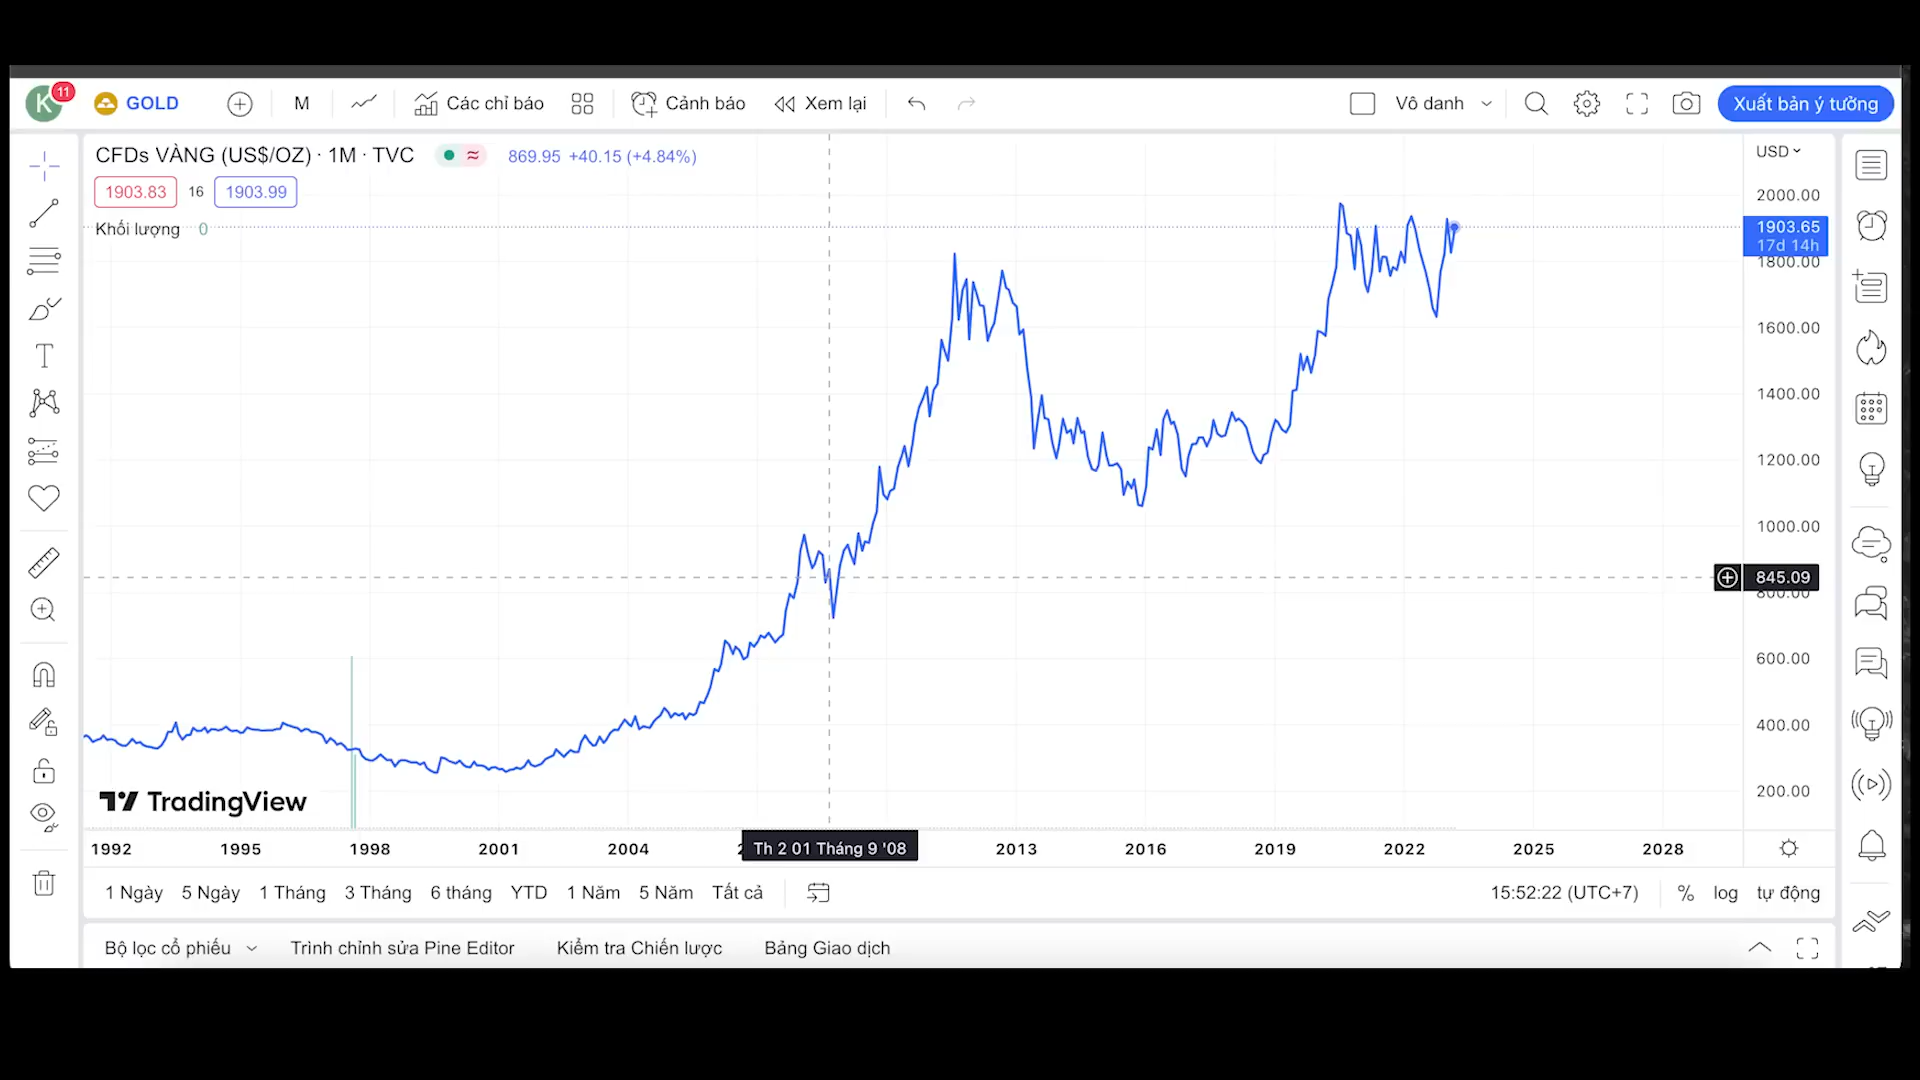 K 11 GOLD M Các chỉ báo Cảnh báo Xem lại Vô danh Xuất bản ý tưởng
CFDs VÀNG (US$/OZ) · 1M · TVC 869.95 +40.15 (+4.84%) USD
1903.83 16 1903.99
Khối lượng 0
2000.00
1903.65
17d 14h
1800.00
1600.00
1400.00
1200.00
1000.00
845.09
800.00
600.00
400.00
200.00
TradingView
1992 1995 1998 2001 2004 2 Th 2 01 Tháng 9 '08 2013 2016 2019 2022 2025 2028
1 Ngày 5 Ngày 1 Tháng 3 Tháng 6 tháng YTD 1 Năm 5 Năm Tất cả 15:52:22 (UTC+7) % log tự động
Bộ lọc cổ phiếu Trình chỉnh sửa Pine Editor Kiểm tra Chiến lược Bảng Giao dịch